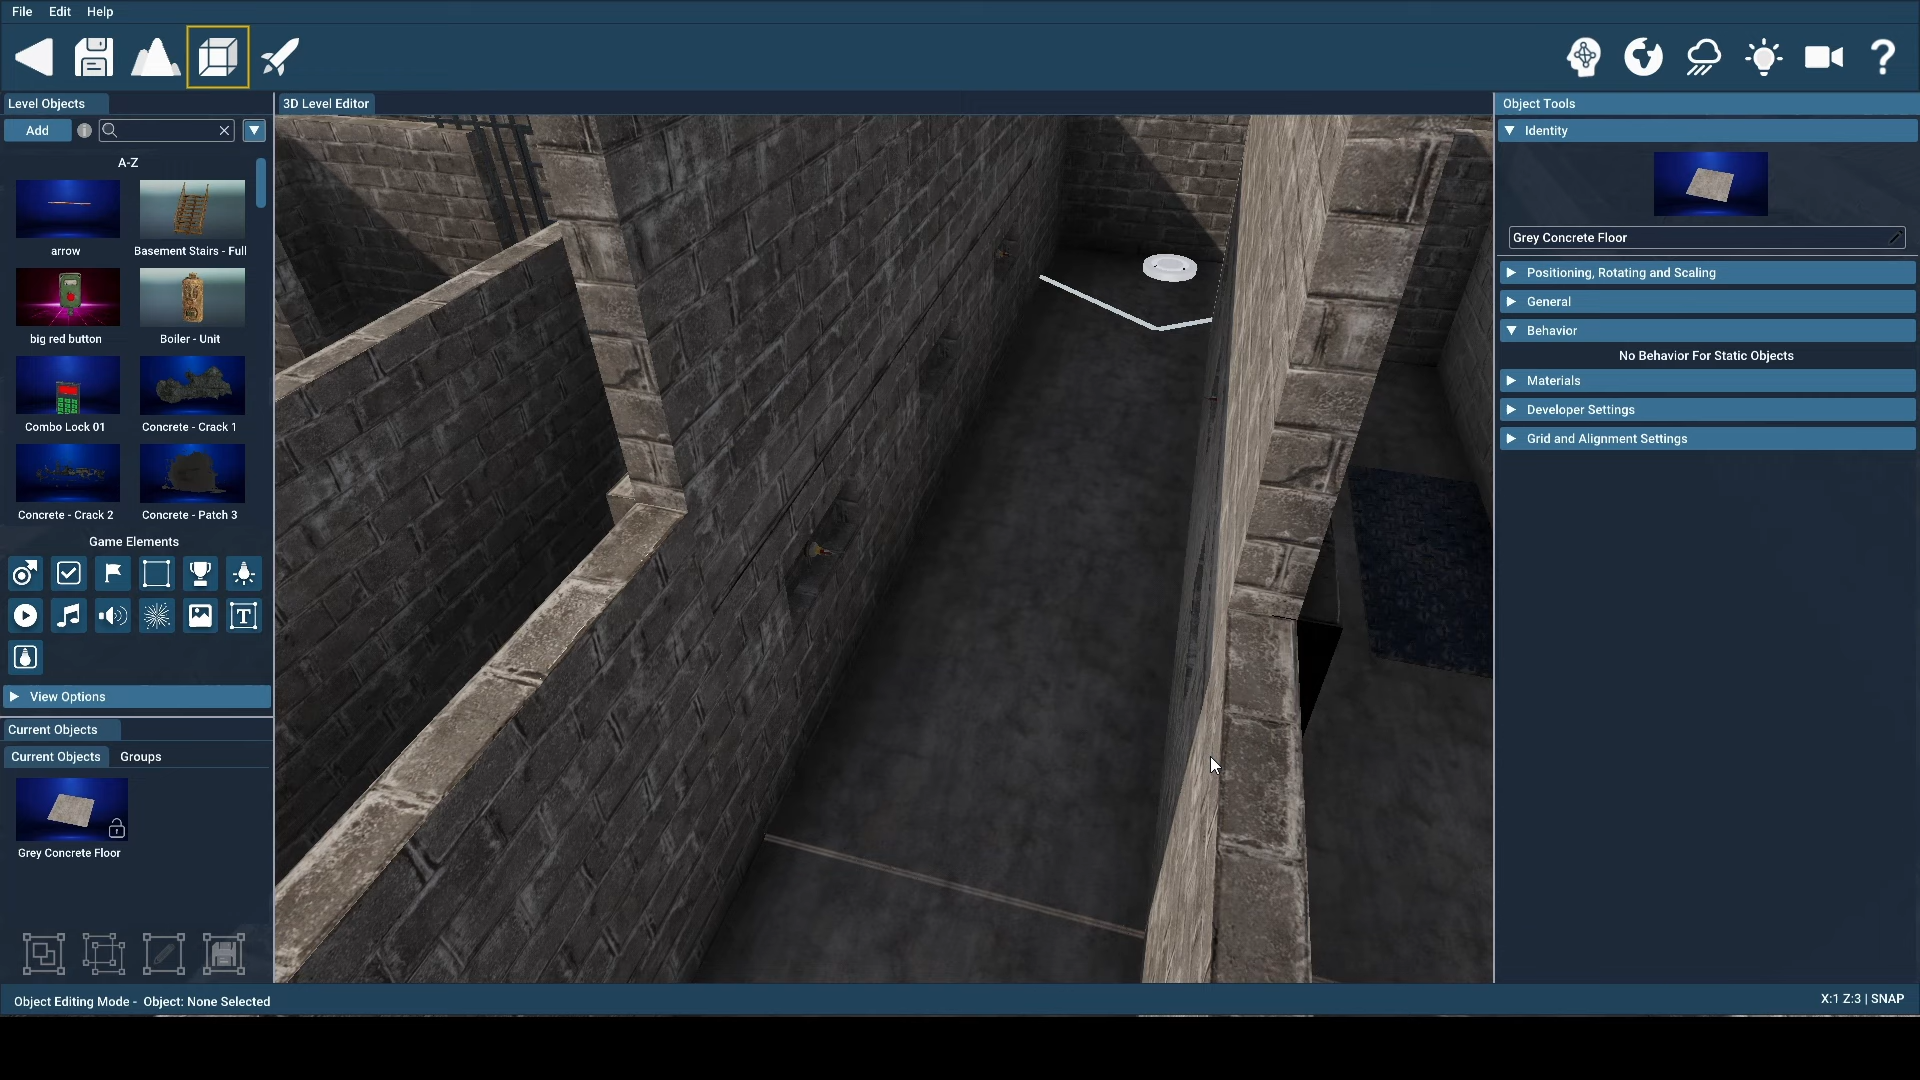 File Edit Help
Level Objects
3D Level Editor
Object Tools
Add
A-Z
arrow
Basement Stairs - Full
big red button
Boiler - Unit
Combo Lock 01
Concrete - Crack 1
Concrete - Crack 2
Concrete - Patch 3
Game Elements
T
View Options
Current Objects
Current Objects Groups
Grey Concrete Floor
Identity
Grey Concrete Floor
Positioning, Rotating and Scaling
General
Behavior
No Behavior For Static Objects
Materials
Developer Settings
Grid and Alignment Settings
Object Editing Mode - Object: None Selected
X:1 Z:3 | SNAP